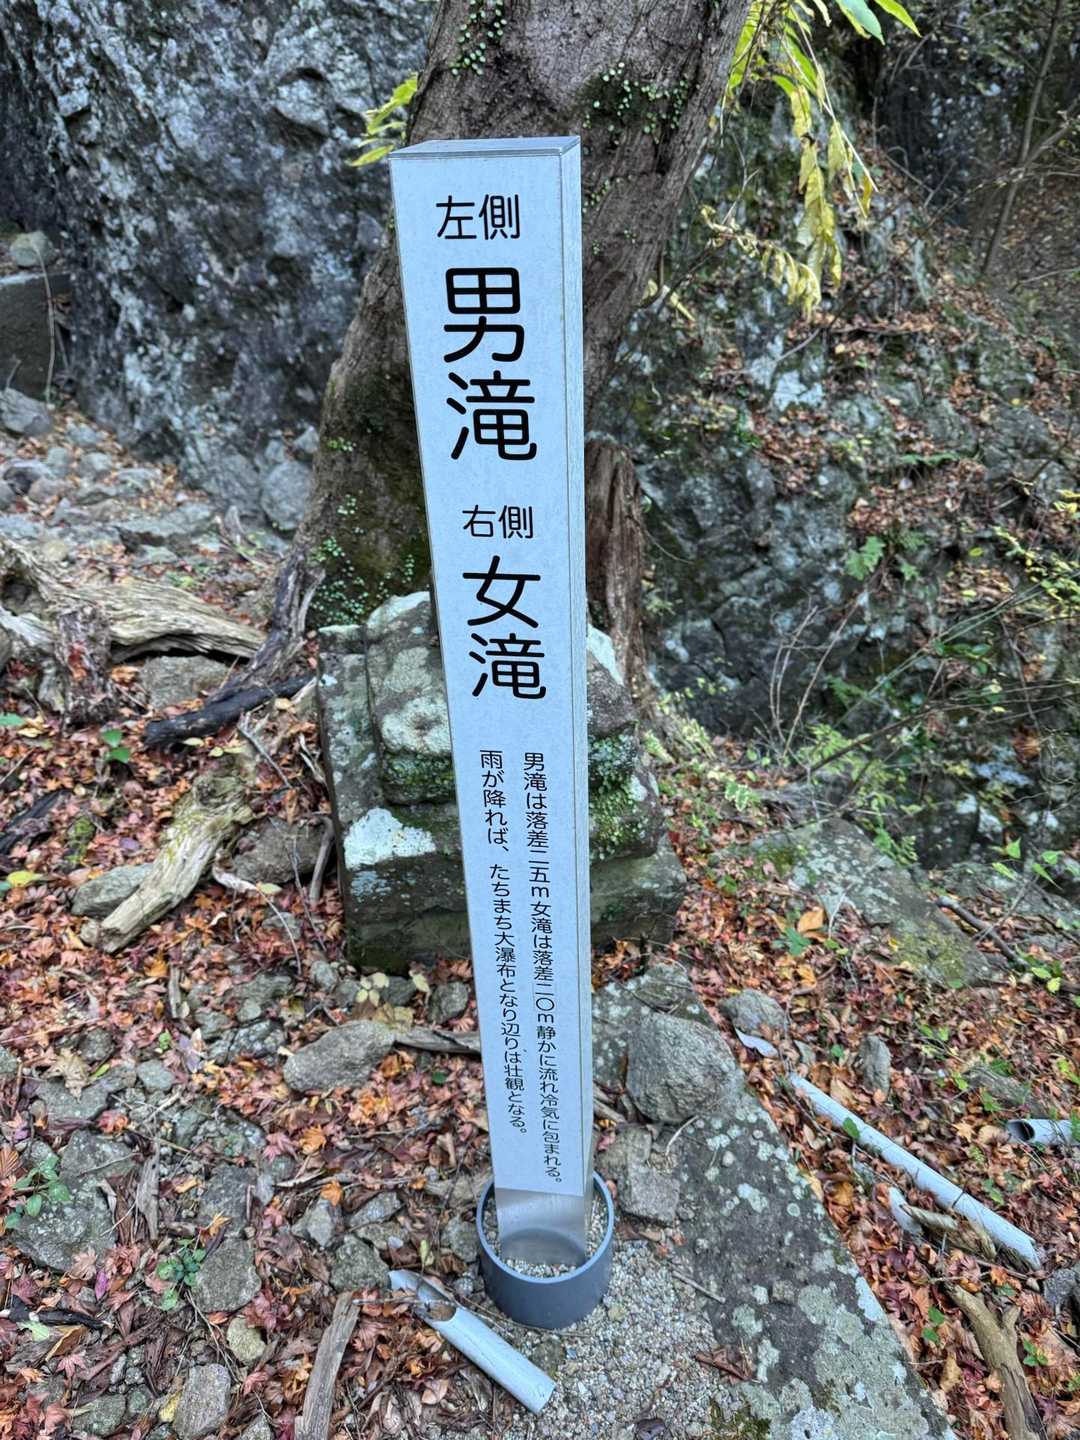 左側
男滝
右側
女滝
男滝は落差二五m女滝は落差二〇m静かに流れ冷気に包まれる。
雨が降れば、たちまち大瀑布となり辺りは壮観となる。